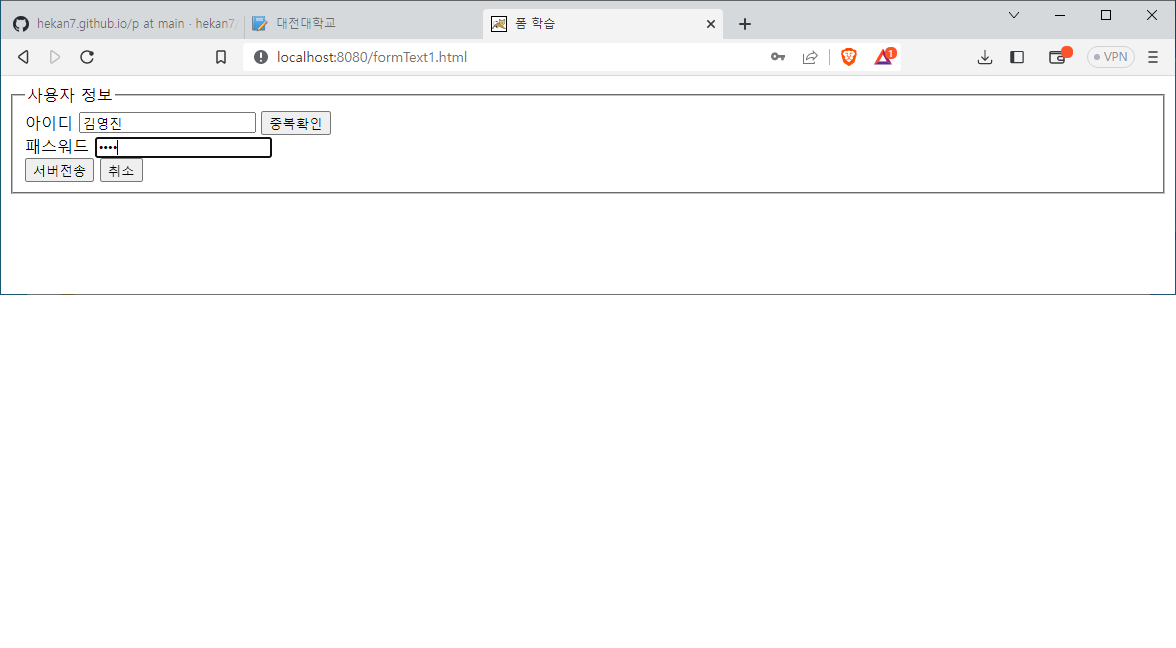 hekan7.github.io/p at main · hekan7/
대전대학교
폼 학습
localhost:8080/formText1.html
1
VPN
사용자 정보
아이디 김영진 중복확인
패스워드 ••••
서버전송 취소